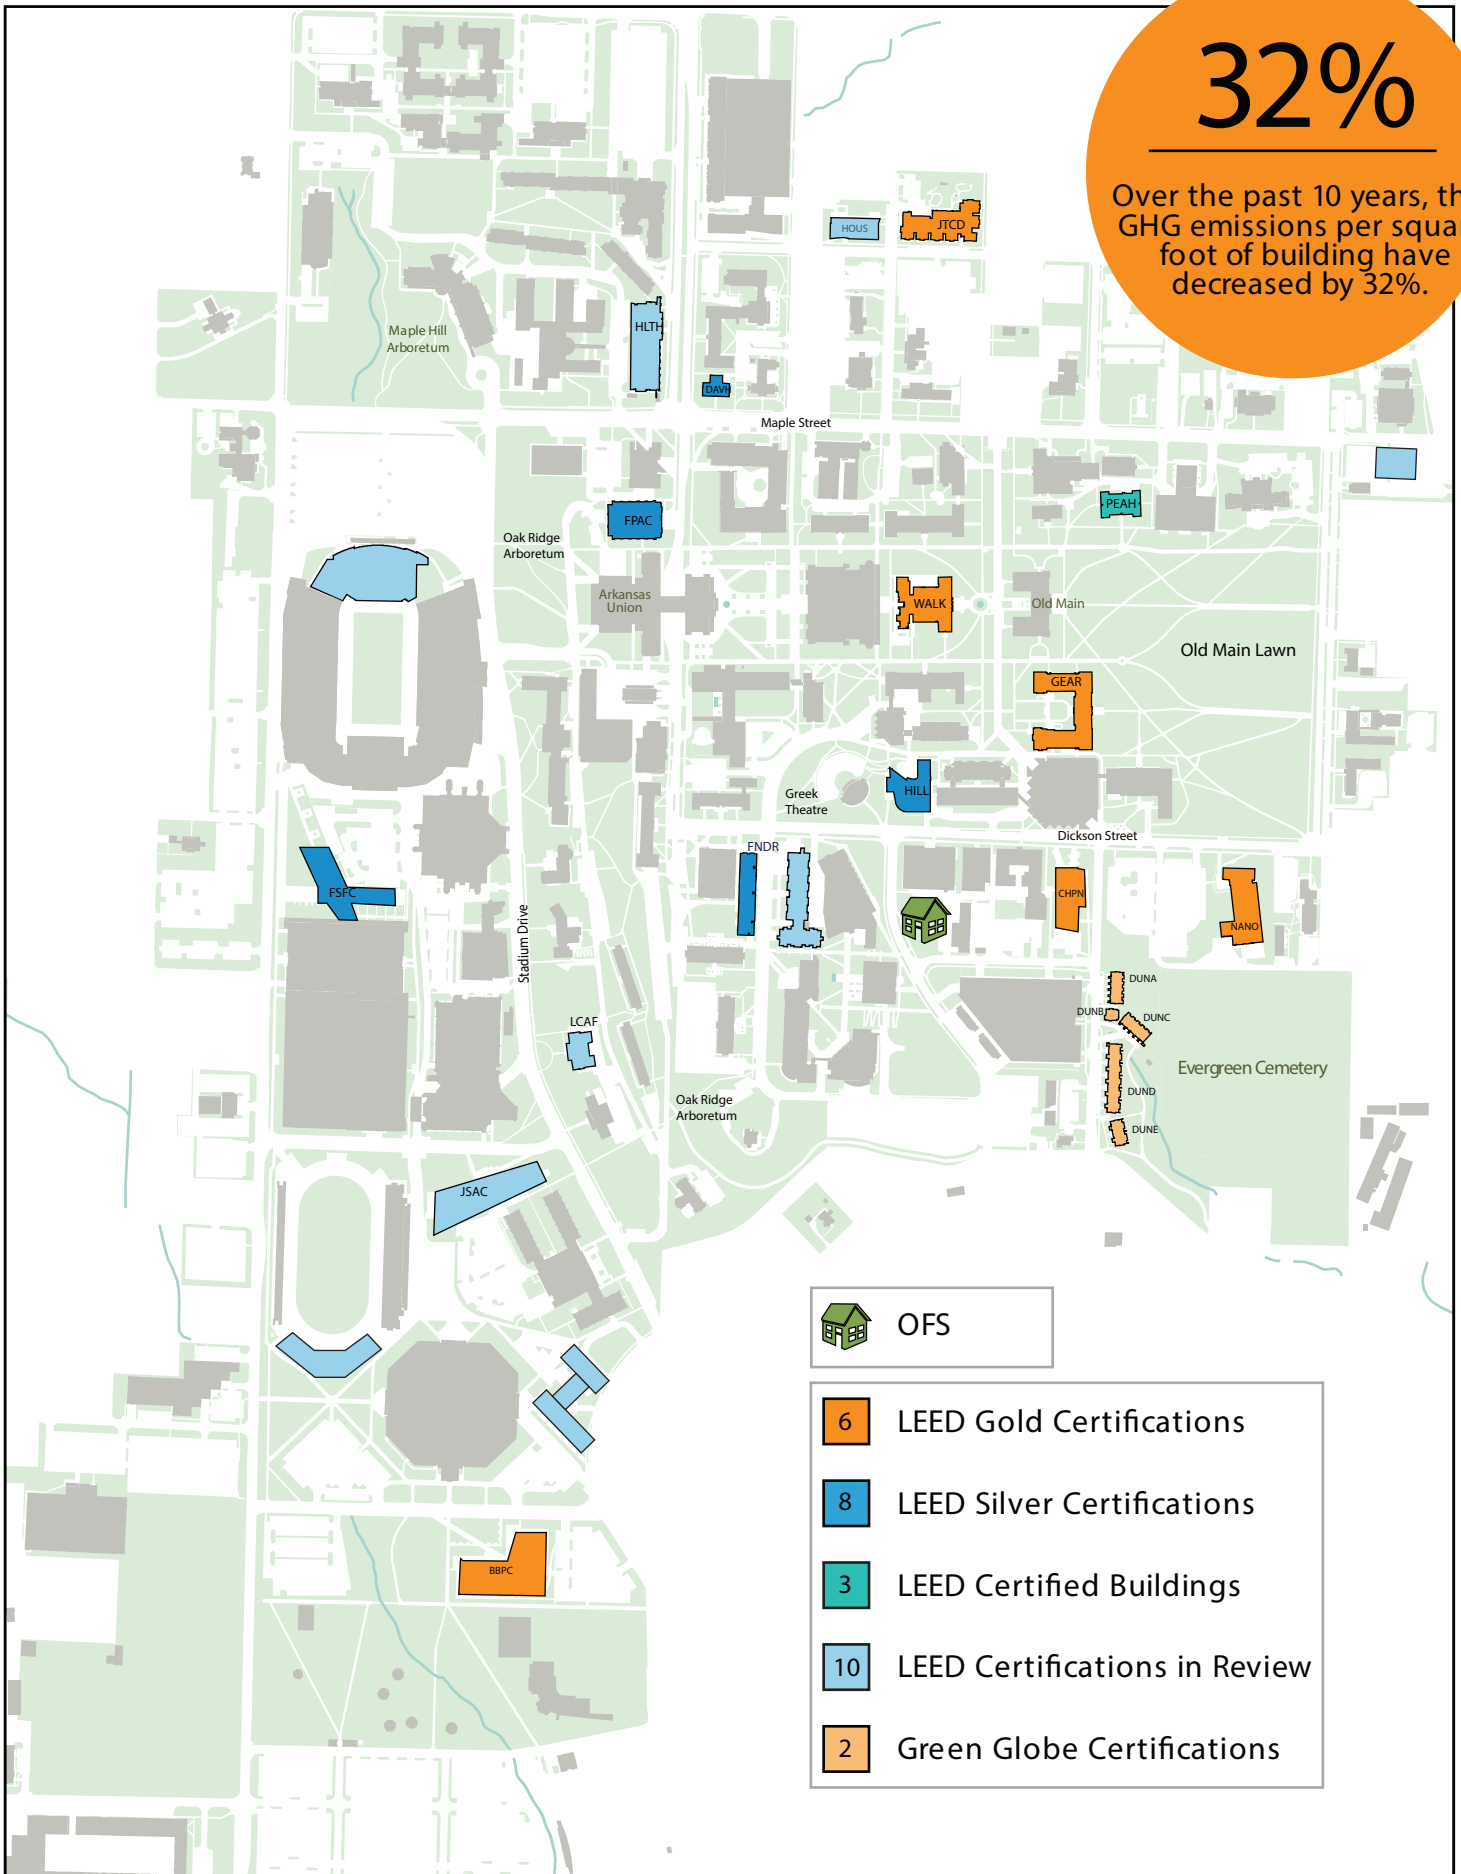 32%
Over the past 10 years, th
GHG emissions per squa
foot of building have
decreased by 32%.
HOUS
JTCD
HLTH
Maple Hill
Arboretum
DAVH
Maple Street
PEAH
FPAC
Oak Ridge
Arboretum
Arkansas
Union
WALK
Old Main
Old Main Lawn
GEAR
HILL
Greek
Theatre
Dickson Street
FNDR
FSFC
CHPN
NANO
Stadium Drive
DUNA
DUNB
DUNC
LCAF
Evergreen Cemetery
DUND
Oak Ridge
Arboretum
DUNE
JSAC
OFS
6 LEED Gold Certifications
8 LEED Silver Certifications
BBPC
3 LEED Certified Buildings
10 LEED Certifications in Review
2 Green Globe Certifications